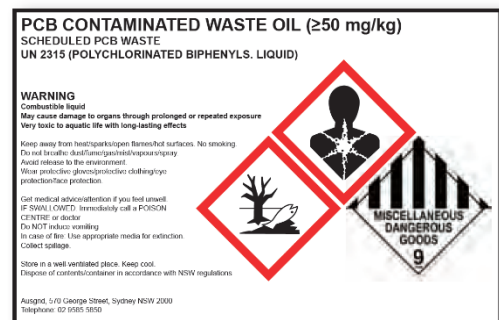 PCB CONTAMINATED WASTE OIL (≥50 mg/kg)
SCHEDULED PCB WASTE
UN 2315 (POLYCHLORINATED BIPHENYLS. LIQUID)
WARNING
Combustible liquid
May cause damage to organs through prolonged or repeated exposure
Very toxic to aquatic life with long-lasting effects
Keep away from heat/sparks/open flames/hot surfaces. No smoking.
Do not breathe dust/fume/gas/mist/vapours/spray
Avoid release to the environment.
Wear protective gloves/protective clothing/eye
protection/face protection.
Get medical advice/attention if you feel unwell.
IF SWALLOWED: Immediately call a POISON
CENTRE or doctor
Do NOT induce vomiting
In case of fire: Use appropriate media for extinction
Collect spillage.
Store in a well ventilated place. Keep cool.
Dispose of contents/container in accordance with NSW regulations
Ausgrid, 570 George Street, Sydney NSW 2000
Telephone: 02 9585 5850
MISCELLANEOUS
DANGEROUS
GOODS
9